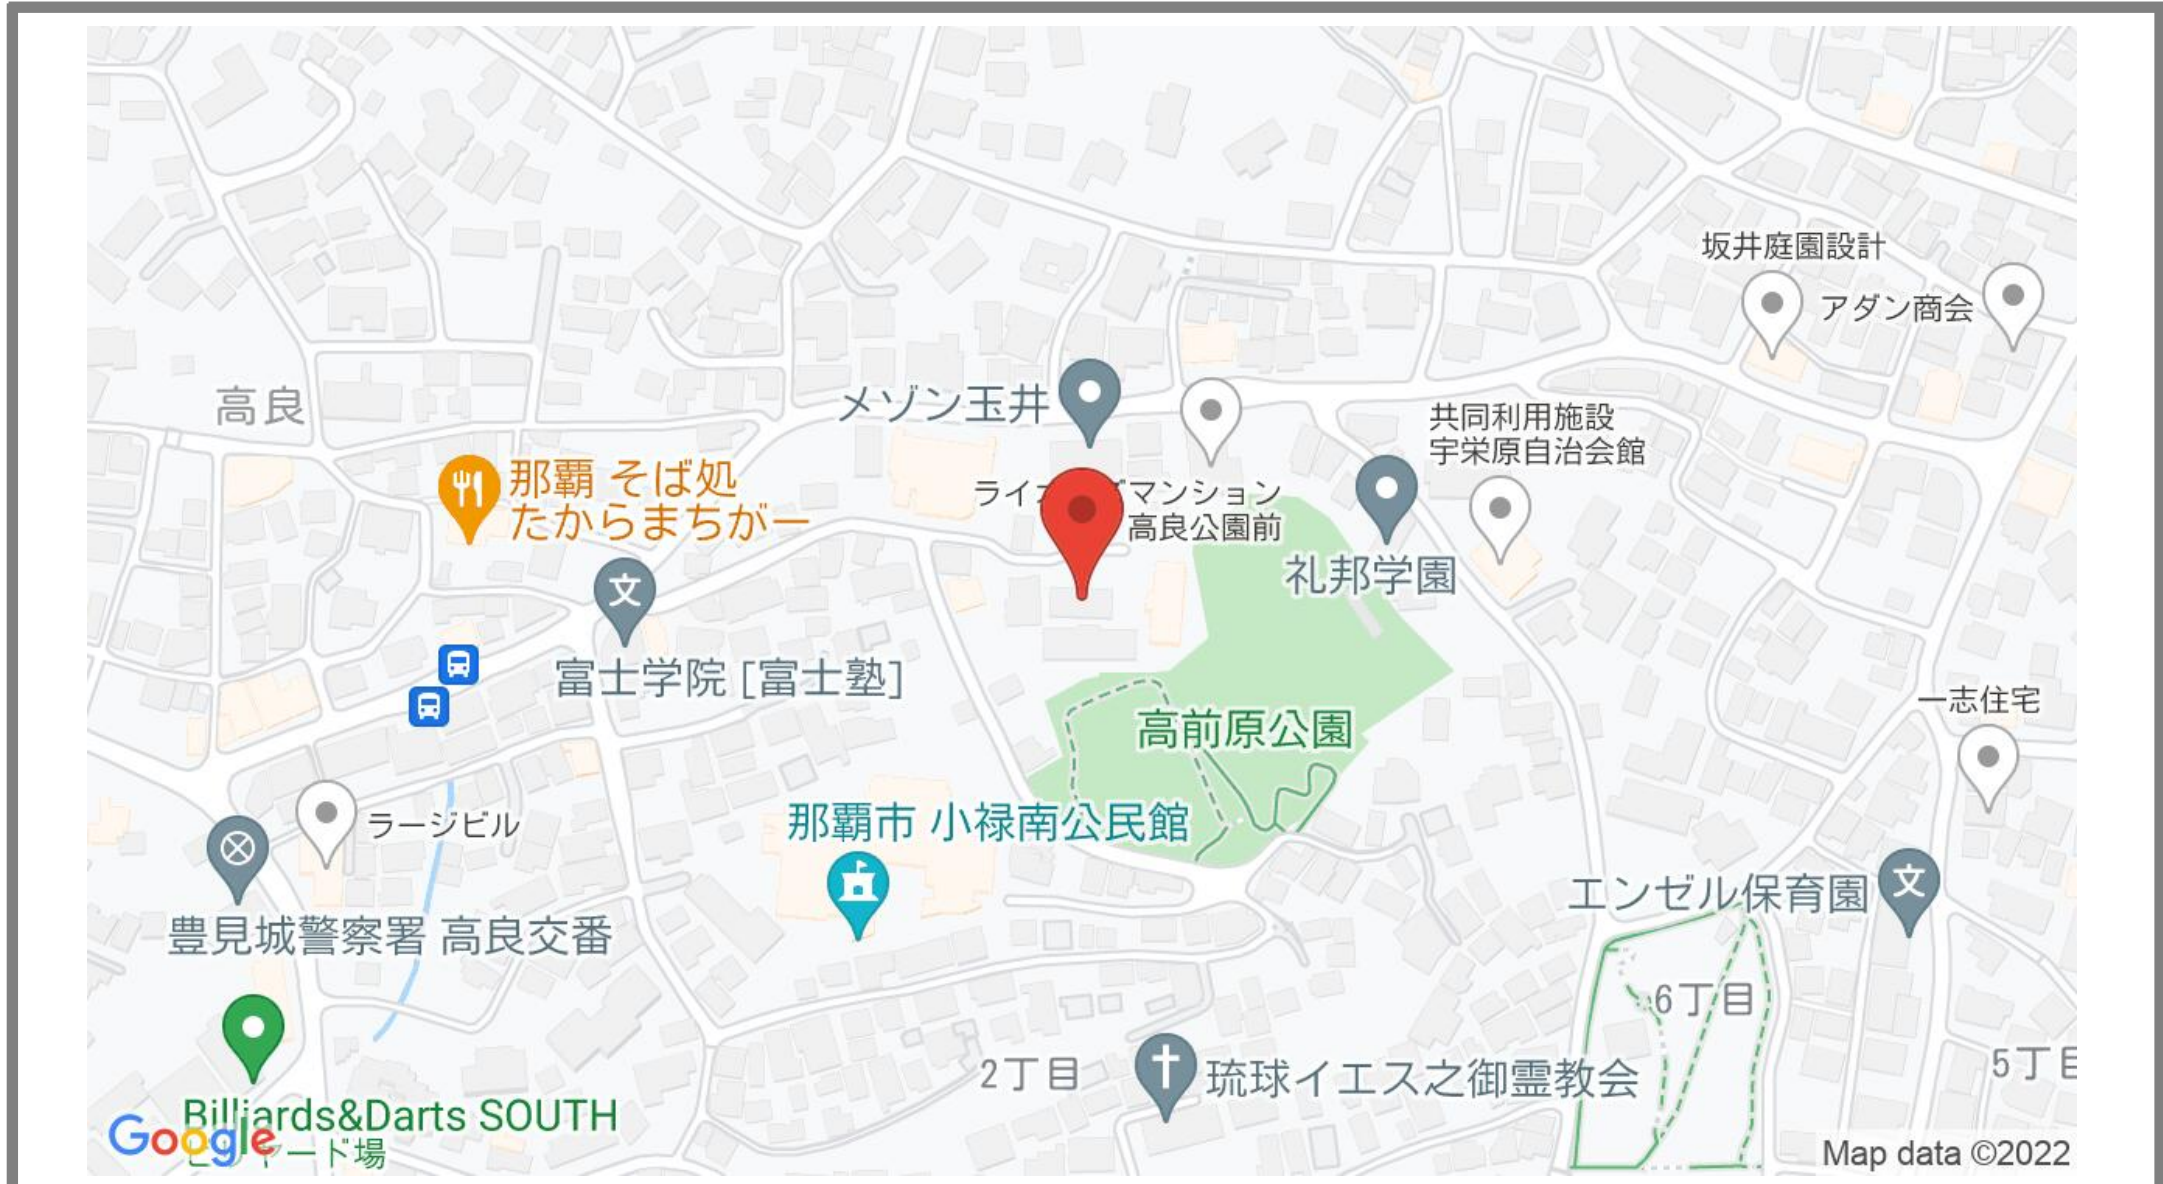 坂井庭園設計
アダン商会
高良
メゾン玉井
共同利用施設
宇栄原自治会館
那覇 そば処
たからまちがー
マンション
高良公園前
礼邦学園
文
富士学院 [富士塾]
一志住宅
高前原公園
那覇市 小禄南公民館
ラージビル
エンゼル保育園
文
豊見城警察署 高良交番
6丁目
2丁目
5丁目
琉球イエス之御霊教会
Billiards&Darts SOUTH
Google
ード場
Map data ©2022